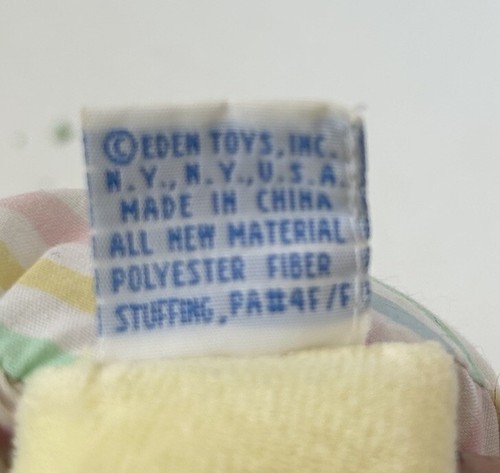 ©EDEN TOYS, INC.
N.Y., N.Y., U.S.A.
MADE IN CHINA
ALL NEW MATERIAL
POLYESTER FIBER
STUFFING, PA#4F/F